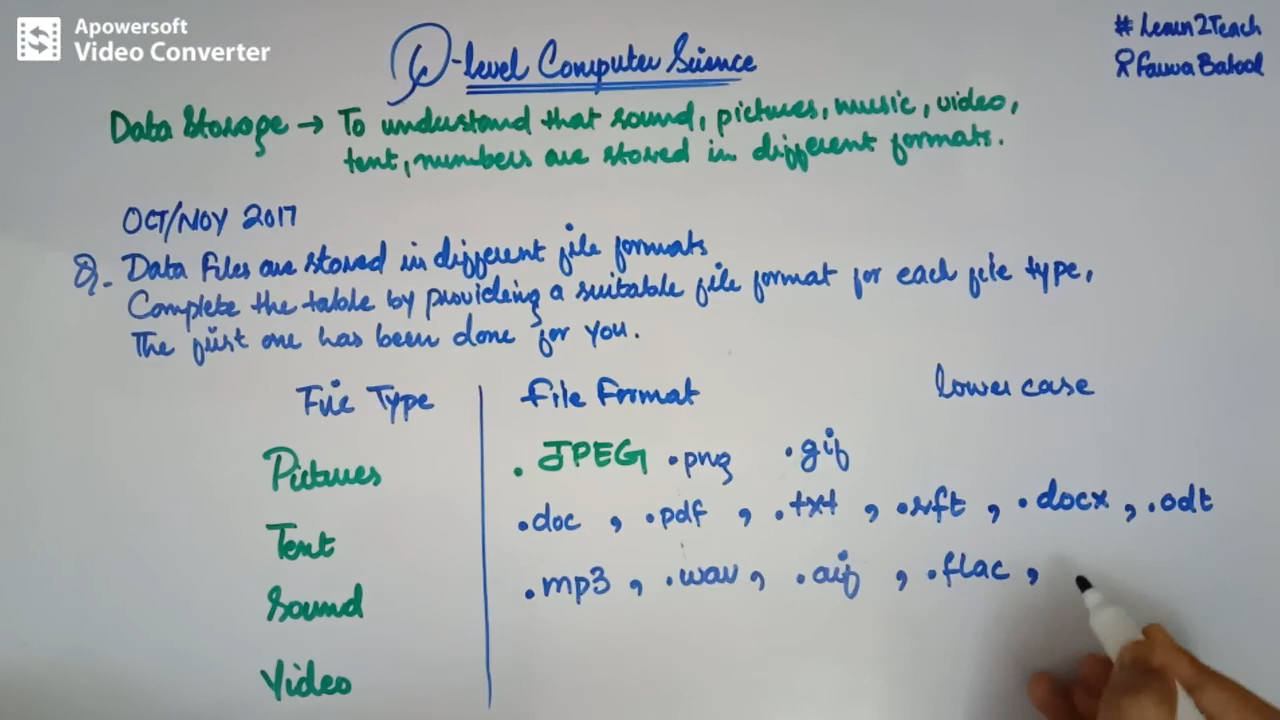 Apowersoft
Video Converter
# Learn2Teach
Fauwa Batool
O-level Computer Science
Data Storage → To understand that sound, pictures, music, video,
text, numbers are stored in different formats.
OCT/NOV 2017
Q. Data Files are stored in different file formats
Complete the table by providing a suitable file format for each file type.
The first one has been done for you.
File Type File Format lower case
Pictures .JPEG .png .gif
Text .doc , .pdf , .txt , .rft , .docx , .odt
Sound .mp3 , .wav , .aif , .flac ,
Video